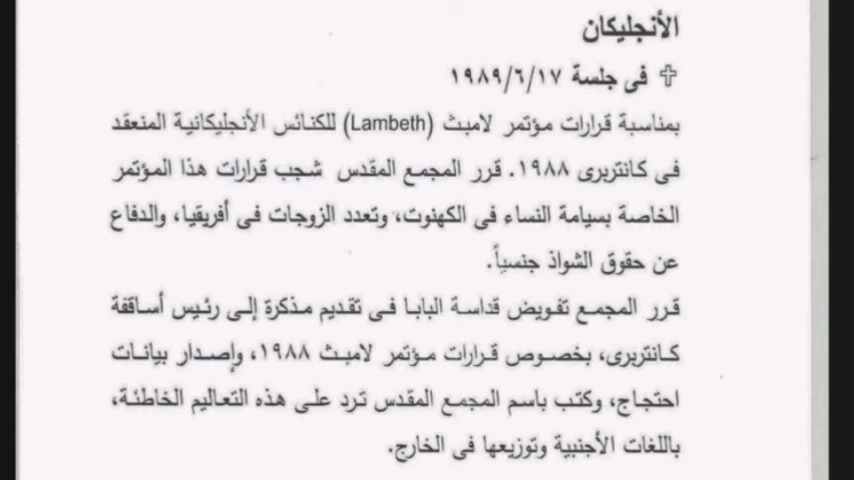 الأنجليكان
✞ فى جلسة ١٩٨٩/٦/١٧
بمناسبة قرارات مؤتمر لامبث (Lambeth) للكنائس الأنجليكانية المنعقد
فى كانتربرى ١٩٨٨. قرر المجمع المقدس شجب قرارات هذا المؤتمر
الخاصة بسيامة النساء فى الكهنوت، وتعدد الزوجات فى أفريقيا، والدفاع
عن حقوق الشواذ جنسياً.
قرر المجمع تفويض قداسة البابا فى تقديم مذكرة إلى رئيس أساقفة
كانتربرى، بخصوص قرارات مؤتمر لامبث ١٩٨٨، وإصدار بيانات
احتجاج، وكتب باسم المجمع المقدس ترد على هذه التعاليم الخاطئة،
باللغات الأجنبية وتوزيعها فى الخارج.